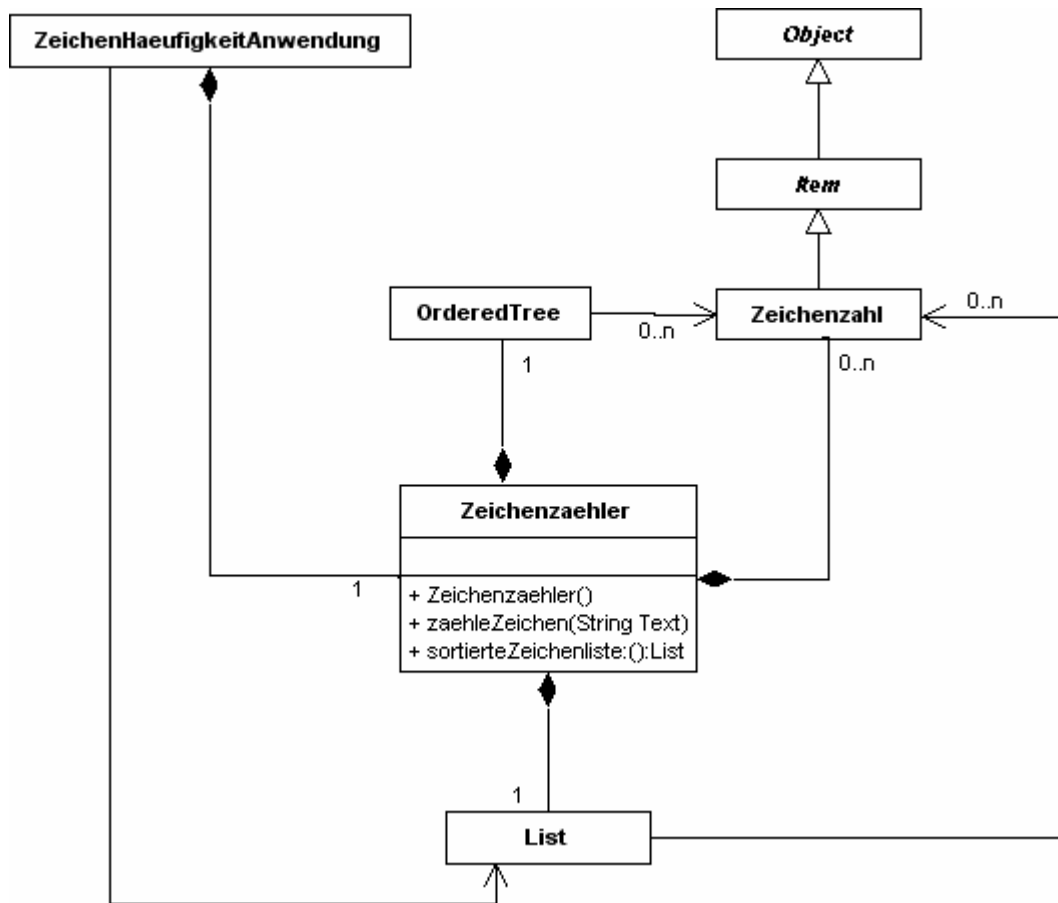 ZeichenHaeufigkeitAnwendung
Object
Item
OrderedTree
0..n
Zeichenzahl
0..n
1
0..n
Zeichenzaehler
1
+ Zeichenzaehler()
+ zaehleZeichen(String Text)
+ sortierteZeichenliste:():List
1
List